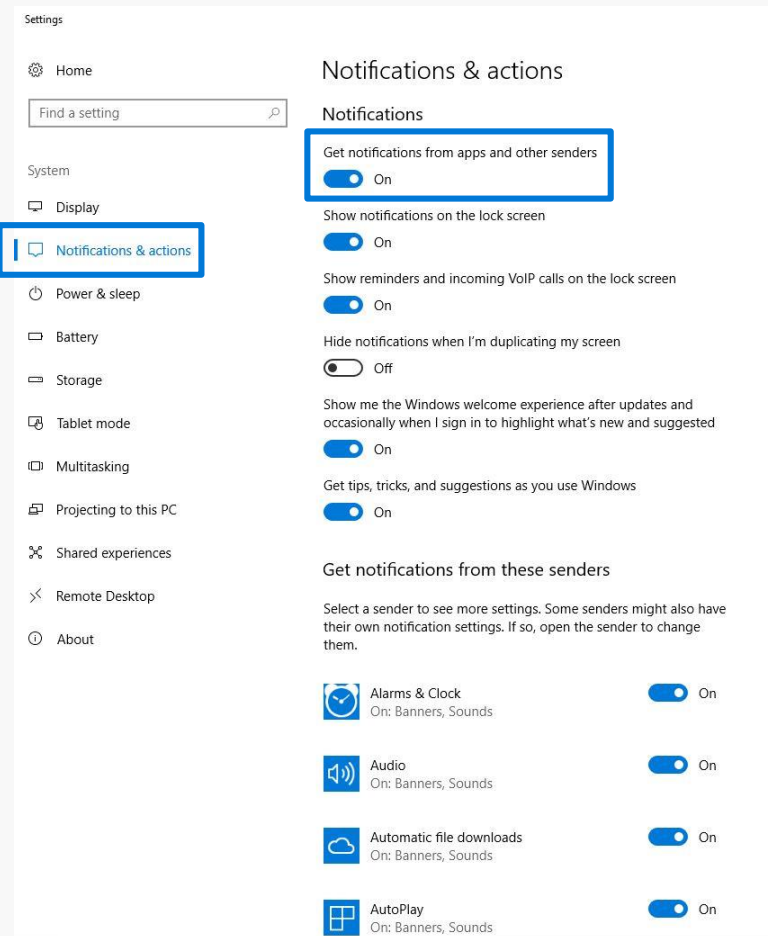 Settings
Home
Find a setting
System
Display
Notifications & actions
Power & sleep
Battery
Storage
Tablet mode
Multitasking
Projecting to this PC
Shared experiences
Remote Desktop
About
Notifications & actions
Notifications
Get notifications from apps and other senders
On
Show notifications on the lock screen
On
Show reminders and incoming VoIP calls on the lock screen
On
Hide notifications when I'm duplicating my screen
Off
Show me the Windows welcome experience after updates and
occasionally when I sign in to highlight what's new and suggested
On
Get tips, tricks, and suggestions as you use Windows
On
Get notifications from these senders
Select a sender to see more settings. Some senders might also have
their own notification settings. If so, open the sender to change
them.
Alarms & Clock
On
On: Banners, Sounds
Audio
On
On: Banners, Sounds
Automatic file downloads
On
On: Banners, Sounds
AutoPlay
On
On: Banners, Sounds